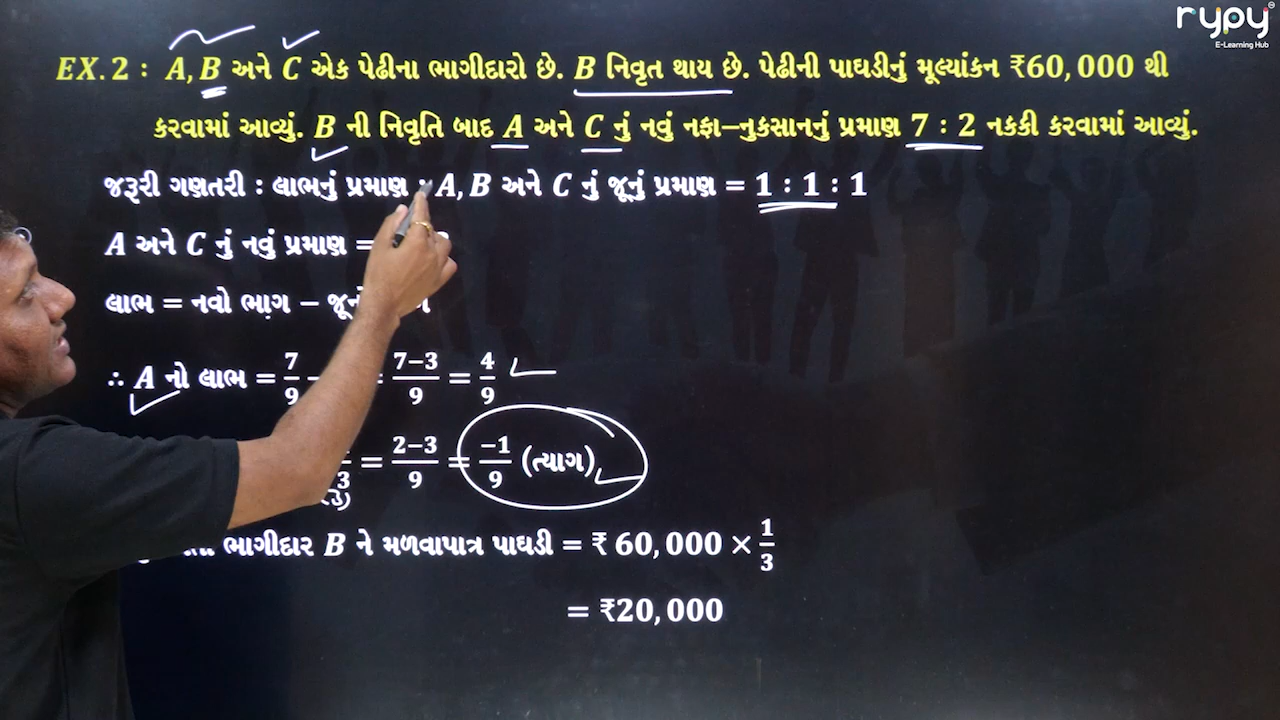 rypy
E-Learning Hub
EX. 2 : A, B અને C એક પેઢીના ભાગીદારો છે. B નિવૃત થાય છે. પેઢીની પાઘડીનું મૂલ્યાંકન ₹60,000 થી
કરવામાં આવ્યું. B ની નિવૃતિ બાદ A અને C નું નવું નફા–નુકસાનનું પ્રમાણ 7 : 2 નકકી કરવામાં આવ્યું.
જરૂરી ગણતરી : લાભનું પ્રમાણ : A, B અને C નું જૂનું પ્રમાણ = 1 : 1 : 1
A અને C નું નવું પ્રમાણ =
લાભ = નવો ભાગ –
∴ A નો લાભ = 7/9 – = 7−3/9 = 4/9
3 = 2−3/9 = −1/9 (ત્યાગ)
ભાગીદાર B ને મળવાપાત્ર પાઘડી = ₹ 60,000 × 1/3
= ₹20,000